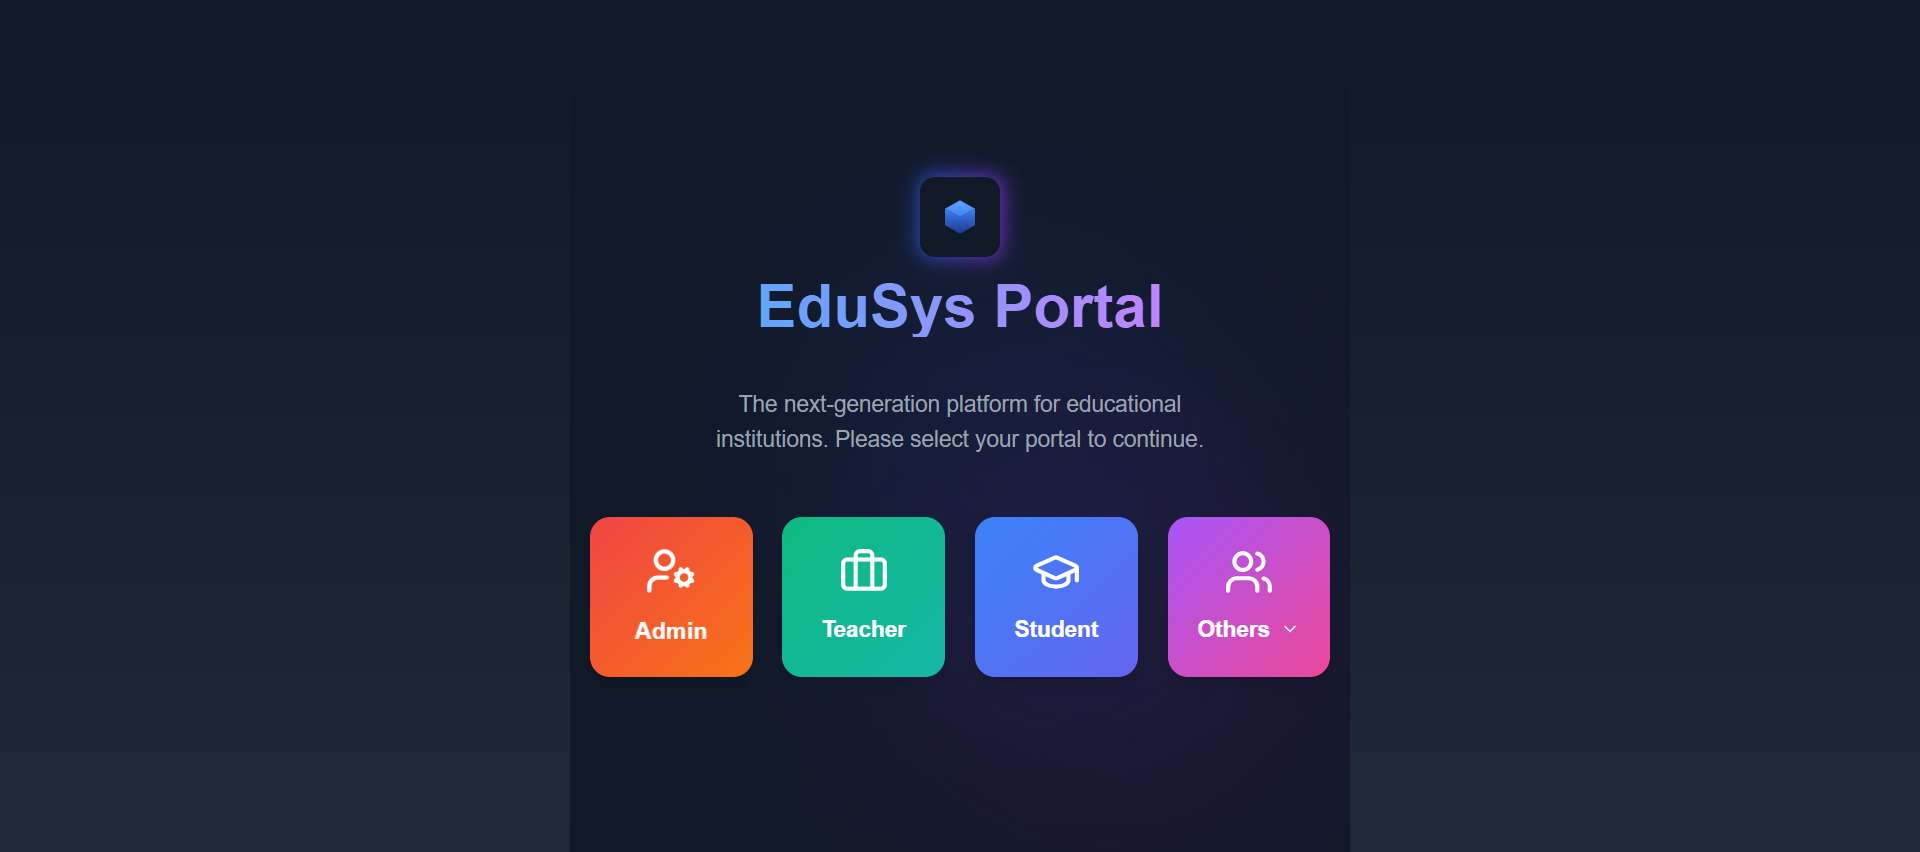 EduSys Portal
The next-generation platform for educational
institutions. Please select your portal to continue.
Admin
Teacher
Student
Others